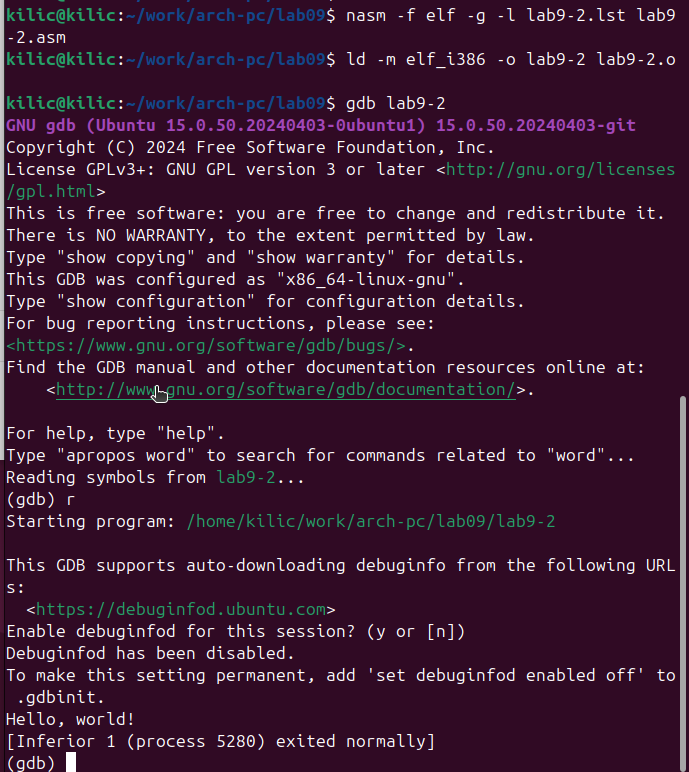 kilic@kilic:~/work/arch-pc/lab09$ nasm -f elf -g -l lab9-2.lst lab9
-2.asm
kilic@kilic:~/work/arch-pc/lab09$ ld -m elf_i386 -o lab9-2 lab9-2.o
kilic@kilic:~/work/arch-pc/lab09$ gdb lab9-2
GNU gdb (Ubuntu 15.0.50.20240403-0ubuntu1) 15.0.50.20240403-git
Copyright (C) 2024 Free Software Foundation, Inc.
License GPLv3+: GNU GPL version 3 or later <http://gnu.org/licenses
/gpl.html>
This is free software: you are free to change and redistribute it.
There is NO WARRANTY, to the extent permitted by law.
Type "show copying" and "show warranty" for details.
This GDB was configured as "x86_64-linux-gnu".
Type "show configuration" for configuration details.
For bug reporting instructions, please see:
<https://www.gnu.org/software/gdb/bugs/>.
Find the GDB manual and other documentation resources online at:
    <http://www.gnu.org/software/gdb/documentation/>.
For help, type "help".
Type "apropos word" to search for commands related to "word"...
Reading symbols from lab9-2...
(gdb) r
Starting program: /home/kilic/work/arch-pc/lab09/lab9-2
This GDB supports auto-downloading debuginfo from the following URL
s:
  <https://debuginfod.ubuntu.com>
Enable debuginfod for this session? (y or [n])
Debuginfod has been disabled.
To make this setting permanent, add 'set debuginfod enabled off' to
 .gdbinit.
Hello, world!
[Inferior 1 (process 5280) exited normally]
(gdb)